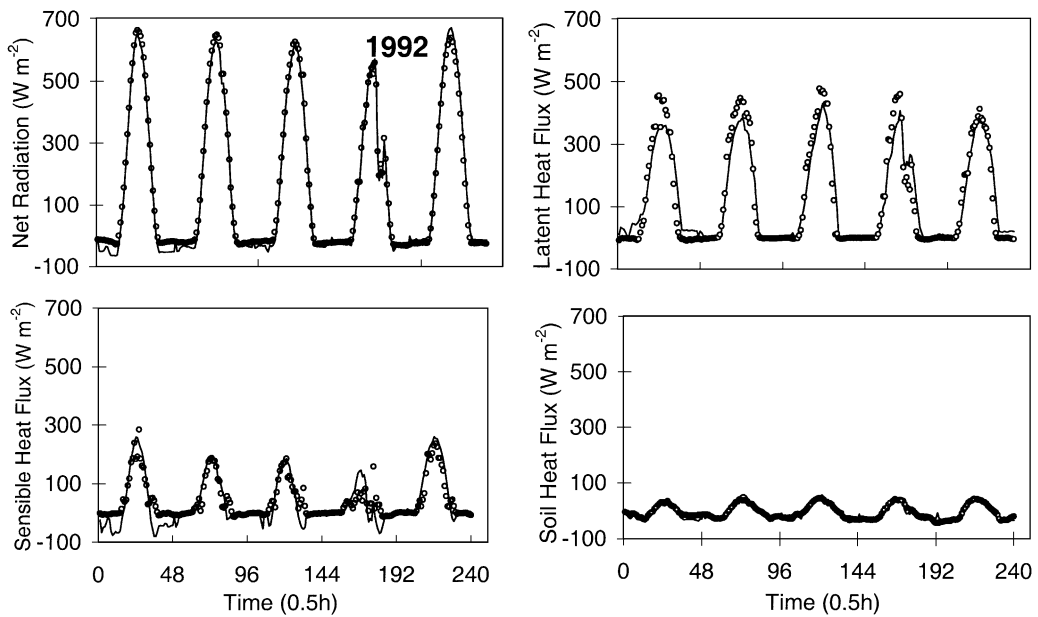 700
500
300
100
-100
Net Radiation (W m-2)
1992
700
500
300
100
-100
Latent Heat Flux (W m-2)
700
500
300
100
-100
Sensible Heat Flux (W m-2)
0 48 96 144 192 240
Time (0.5h)
700
500
300
100
-100
Soil Heat Flux (W m-2)
0 48 96 144 192 240
Time (0.5h)